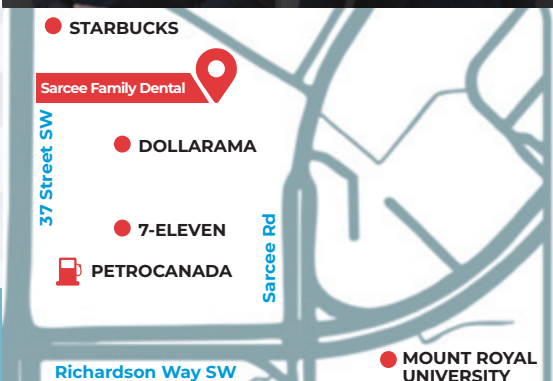 STARBUCKS
Sarcee Family Dental
37 Street SW
DOLLARAMA
7-ELEVEN
Sarcee Rd
PETROCANADA
Richardson Way SW
MOUNT ROYAL
UNIVERSITY